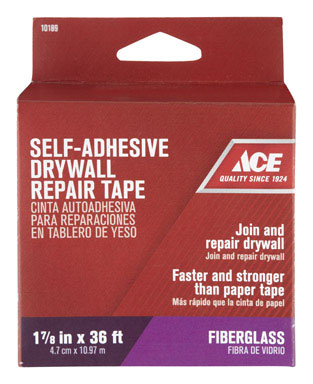 10189
SELF-ADHESIVE
DRYWALL
REPAIR TAPE
CINTA AUTOADHESIVA
PARA REPARACIONES
EN TABLERO DE YESO
ACE
QUALITY SINCE 1924
Join and
repair drywall
Join and repair drywall
Faster and stronger
than paper tape
Más rápido que la cinta de papel
1 7/8 in x 36 ft
4.7 cm x 10.97 m
FIBERGLASS
FIBRA DE VIDRIO